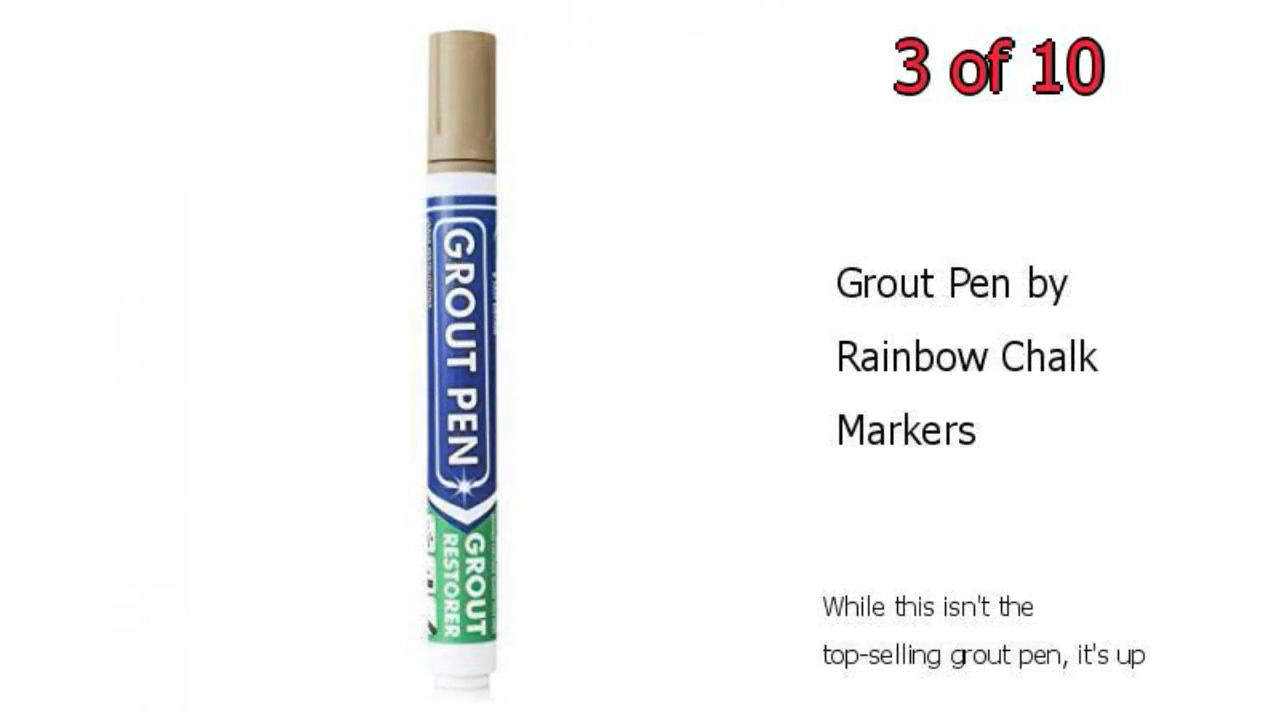 3 of 10
GROUT PEN
GROUT
RESTORER
Grout Pen by
Rainbow Chalk
Markers
While this isn't the
top-selling grout pen, it's up